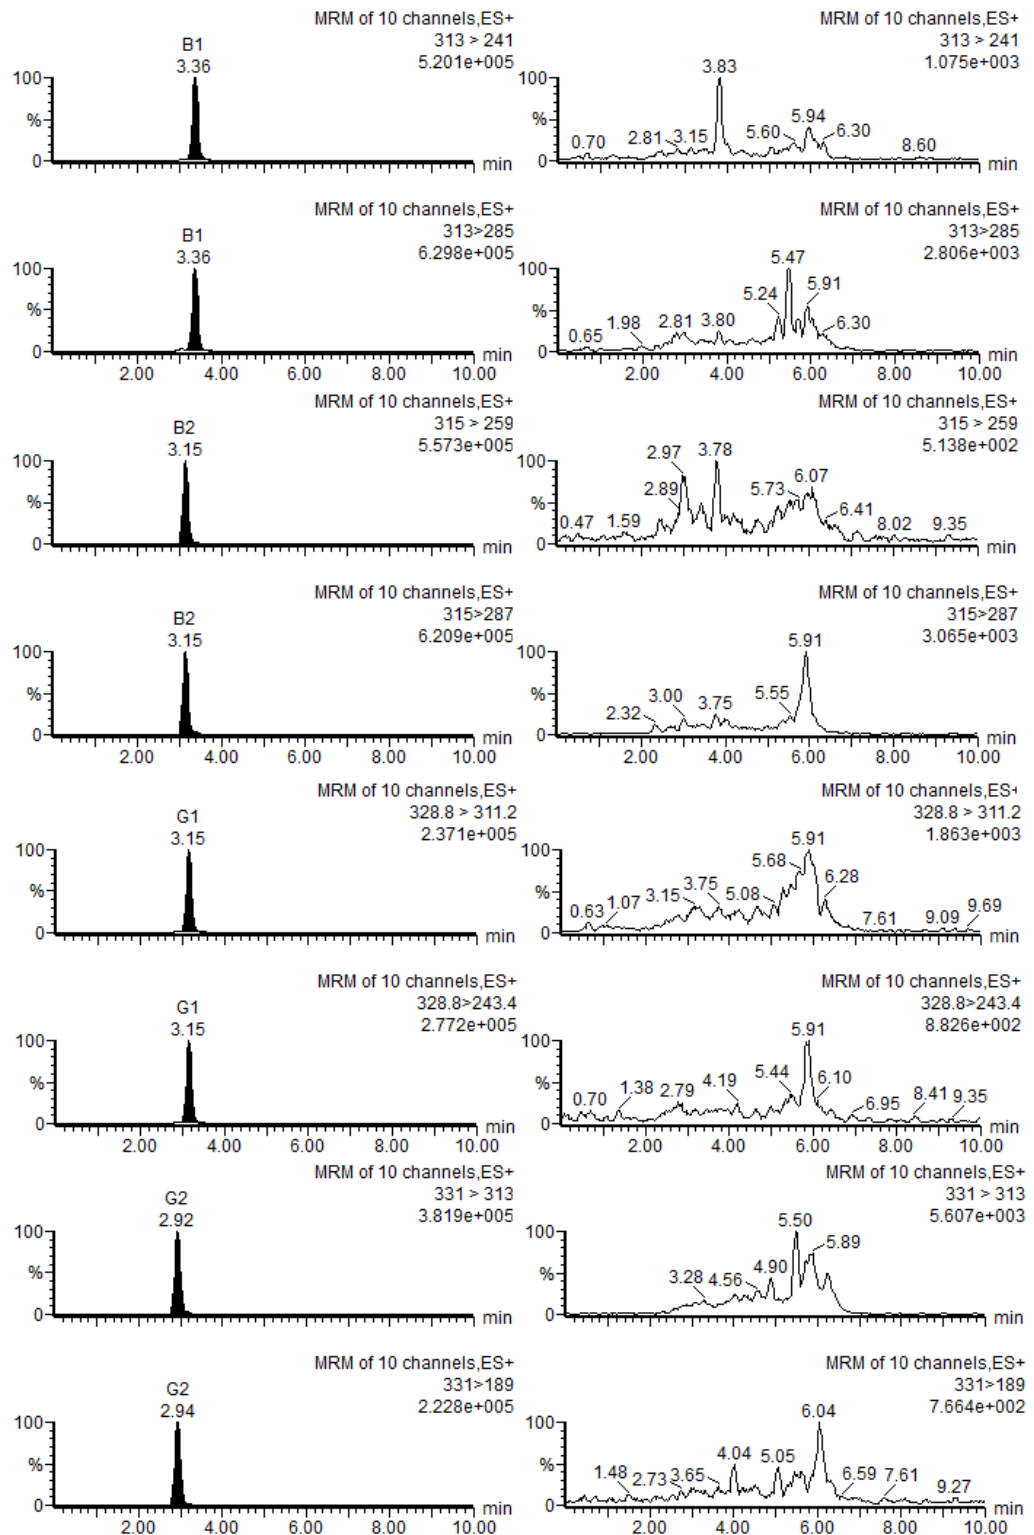 MRM of 10 channels,ES+
313 > 241
5.201e+005
B1
3.36
100
%
0
min
MRM of 10 channels,ES+
313 > 241
1.075e+003
3.83
100
%
0
0.70
2.81
3.15
5.60
5.94
6.30
8.60
min
MRM of 10 channels,ES+
313>285
6.298e+005
B1
3.36
100
%
0
min
2.00 4.00 6.00 8.00 10.00
MRM of 10 channels,ES+
313>285
2.806e+003
5.47
100
%
0
0.65
1.98
2.81
3.80
5.24
5.91
6.30
min
2.00 4.00 6.00 8.00 10.00
MRM of 10 channels,ES+
315 > 259
5.573e+005
B2
3.15
100
%
0
min
MRM of 10 channels,ES+
315 > 259
5.138e+002
2.97
3.78
100
%
0
0.47
1.59
2.89
5.73
6.07
6.41
8.02
9.35
min
MRM of 10 channels,ES+
315>287
6.209e+005
B2
3.15
100
%
0
min
2.00 4.00 6.00 8.00 10.00
MRM of 10 channels,ES+
315>287
3.065e+003
5.91
100
%
0
2.32
3.00
3.75
5.55
min
2.00 4.00 6.00 8.00 10.00
MRM of 10 channels,ES+
328.8 > 311.2
2.371e+005
G1
3.15
100
%
0
min
MRM of 10 channels,ES+
328.8 > 311.2
1.863e+003
5.91
100
%
0
0.63
1.07
3.15
3.75
5.08
5.68
6.28
7.61
9.09
9.69
min
MRM of 10 channels,ES+
328.8>243.4
2.772e+005
G1
3.15
100
%
0
min
2.00 4.00 6.00 8.00 10.00
MRM of 10 channels,ES+
328.8>243.4
8.826e+002
5.91
100
%
0
0.70
1.38
2.79
4.19
5.44
6.10
6.95
8.41
9.35
min
2.00 4.00 6.00 8.00 10.00
MRM of 10 channels,ES+
331 > 313
3.819e+005
G2
2.92
100
%
0
min
MRM of 10 channels,ES+
331 > 313
5.607e+003
5.50
100
%
0
3.28
4.56
4.90
5.89
min
MRM of 10 channels,ES+
331>189
2.228e+005
G2
2.94
100
%
0
min
2.00 4.00 6.00 8.00 10.00
MRM of 10 channels,ES+
331>189
7.664e+002
6.04
100
%
0
1.48
2.73
3.65
4.04
5.05
6.59
7.61
9.27
min
2.00 4.00 6.00 8.00 10.00